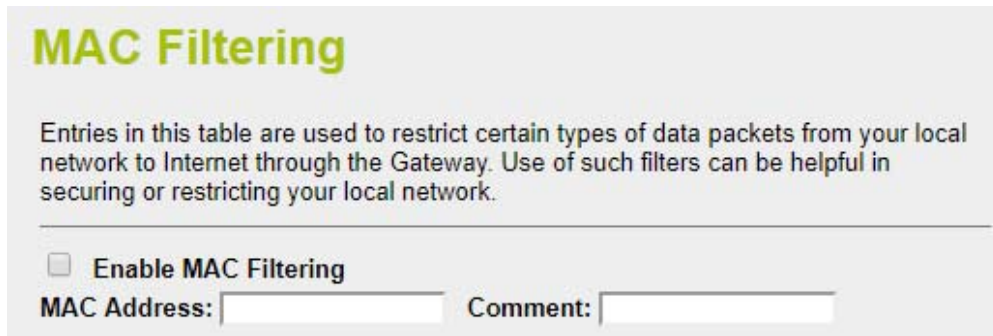 MAC Filtering
Entries in this table are used to restrict certain types of data packets from your local
network to Internet through the Gateway. Use of such filters can be helpful in
securing or restricting your local network.
Enable MAC Filtering
MAC Address: Comment: